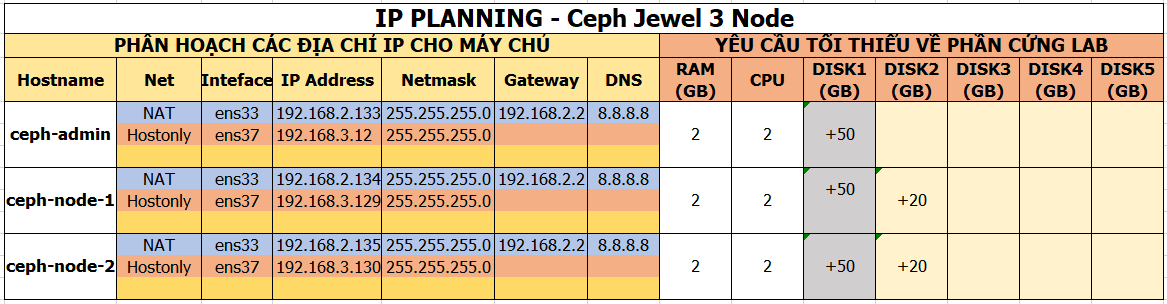 IP PLANNING - Ceph Jewel 3 Node
PHÂN HOẠCH CÁC ĐỊA CHỈ IP CHO MÁY CHỦ YÊU CẦU TỐI THIỂU VỀ PHẦN CỨNG LAB
Hostname Net Inteface IP Address Netmask Gateway DNS RAM (GB) CPU DISK1 (GB) DISK2 (GB) DISK3 (GB) DISK4 (GB) DISK5 (GB)
ceph-admin NAT ens33 192.168.2.133 255.255.255.0 192.168.2.2 8.8.8.8 2 2 +50
Hostonly ens37 192.168.3.12 255.255.255.0
ceph-node-1 NAT ens33 192.168.2.134 255.255.255.0 192.168.2.2 8.8.8.8 2 2 +50 +20
Hostonly ens37 192.168.3.129 255.255.255.0
ceph-node-2 NAT ens33 192.168.2.135 255.255.255.0 192.168.2.2 8.8.8.8 2 2 +50 +20
Hostonly ens37 192.168.3.130 255.255.255.0